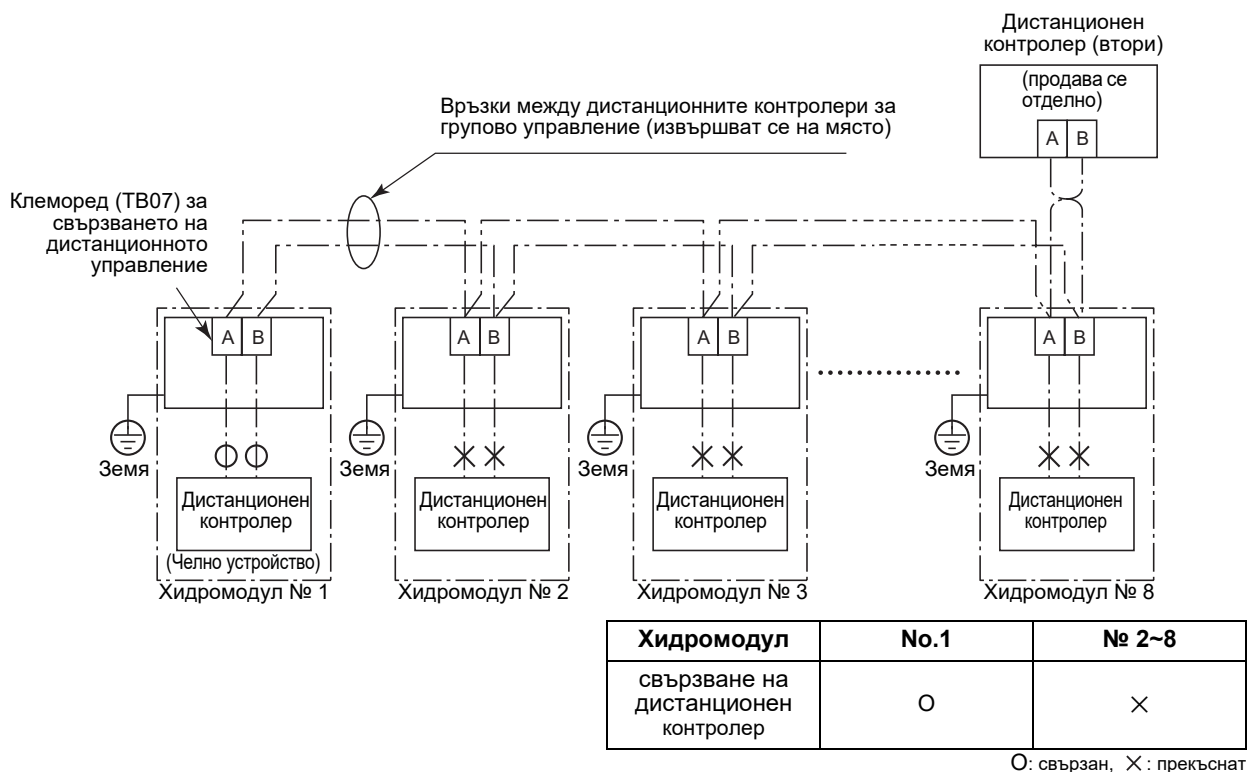 Дистанционен
контролер (втори)
(продава се
отделно)
A B
Връзки между дистанционните контролери за
групово управление (извършват се на място)
Клеморед (TB07) за
свързването на
дистанционното
управление
A B
A B
A B
A B
Земя
Земя
Земя
Земя
Дистанционен
контролер
Дистанционен
контролер
Дистанционен
контролер
Дистанционен
контролер
(Челно устройство)
Хидромодул № 1
Хидромодул № 2
Хидромодул № 3
Хидромодул № 8
Хидромодул No.1 № 2~8
свързване на
дистанционен
контролер
O ×
O: свързан, ×: прекъснат